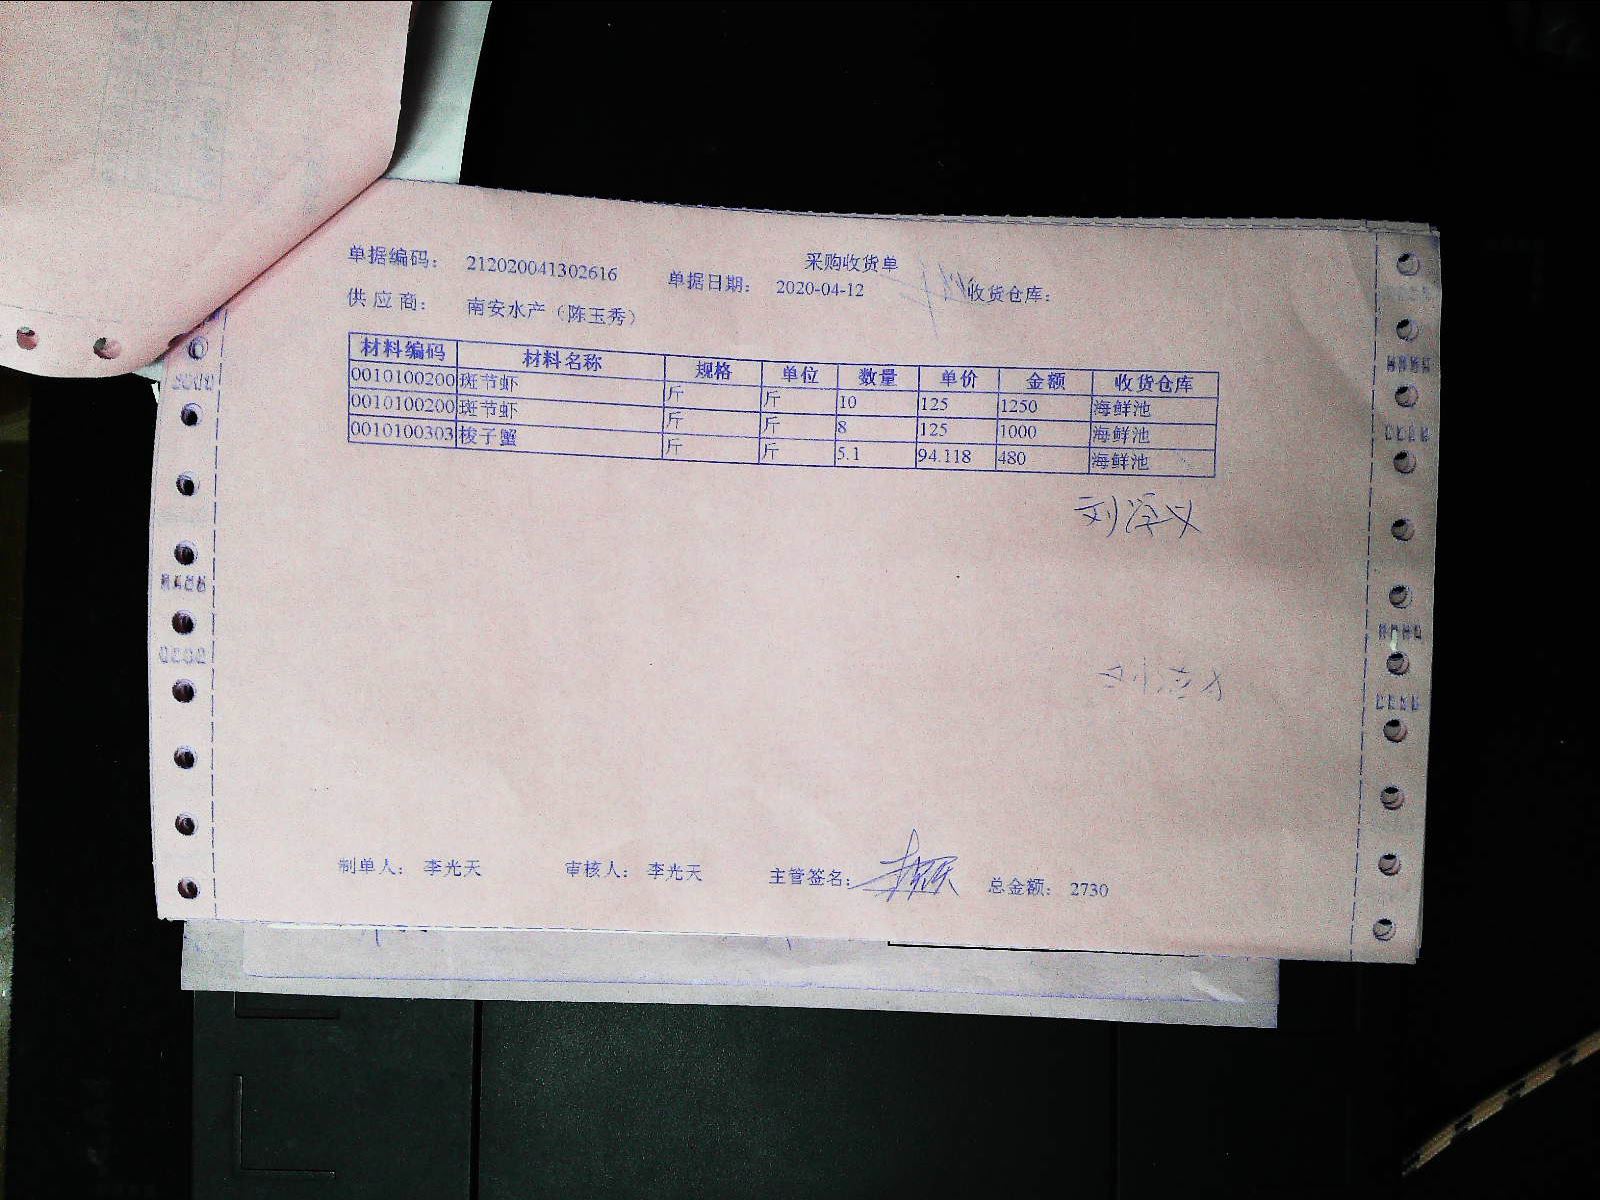 采购收货单
单据编码： 212020041302616 单据日期： 2020-04-12 收货仓库：
供 应 商： 南安水产（陈玉秀）
材料编码 材料名称 规格 单位 数量 单价 金额 收货仓库
0010100200 斑节虾 斤 斤 10 125 1250 海鲜池
0010100200 斑节虾 斤 斤 8 125 1000 海鲜池
0010100303 梭子蟹 斤 斤 5.1 94.118 480 海鲜池
制单人： 李光天 审核人： 李光天 主管签名： 总金额： 2730